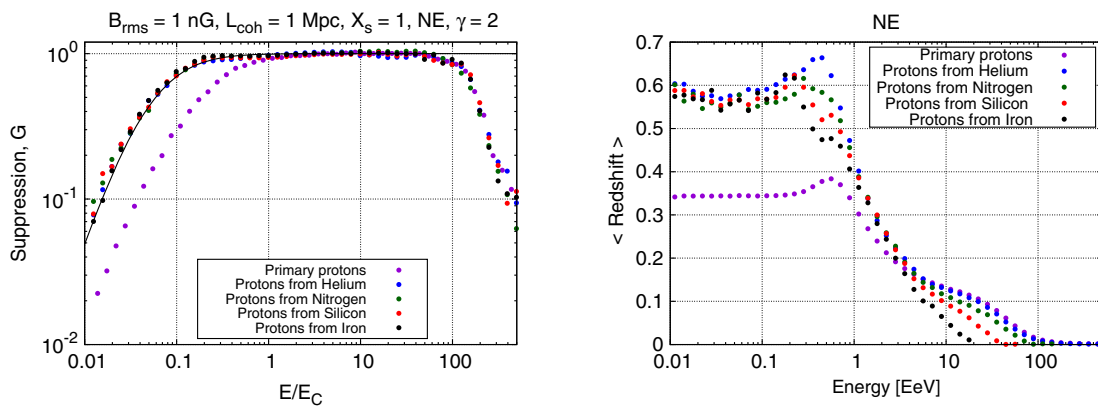 B_rms = 1 nG, L_coh = 1 Mpc, X_s = 1, NE, γ = 2
Suppression, G
10^0
10^-1
10^-2
0.01 0.1 1 10 100
E/E_C
Primary protons
Protons from Helium
Protons from Nitrogen
Protons from Silicon
Protons from Iron
NE
< Redshift >
0.7
0.6
0.5
0.4
0.3
0.2
0.1
0
0.01 0.1 1 10 100
Energy [EeV]
Primary protons
Protons from Helium
Protons from Nitrogen
Protons from Silicon
Protons from Iron